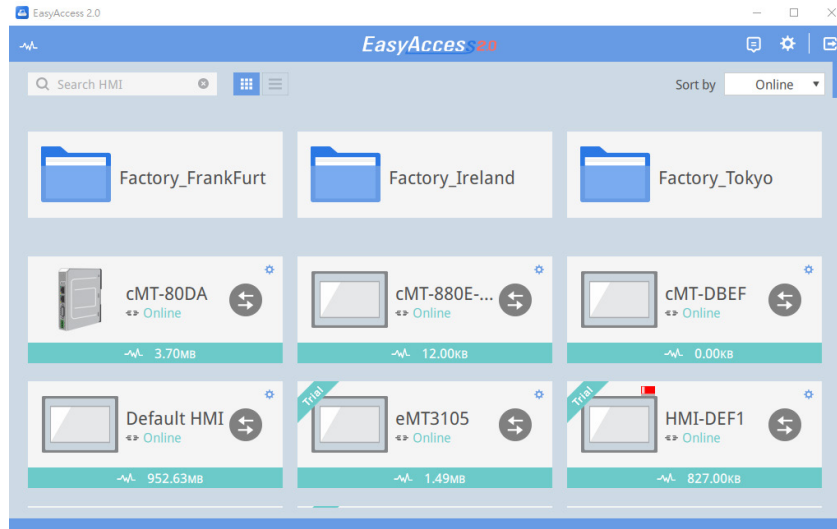 EasyAccess 2.0
EasyAccess2.0
Search HMI
Sort by
Online
Factory_FrankFurt
Factory_Ireland
Factory_Tokyo
cMT-80DA
Online
3.70MB
cMT-880E-...
Online
12.00KB
cMT-DBEF
Online
0.00KB
Default HMI
Online
952.63MB
Trial
eMT3105
Online
1.49MB
Trial
HMI-DEF1
Online
827.00KB